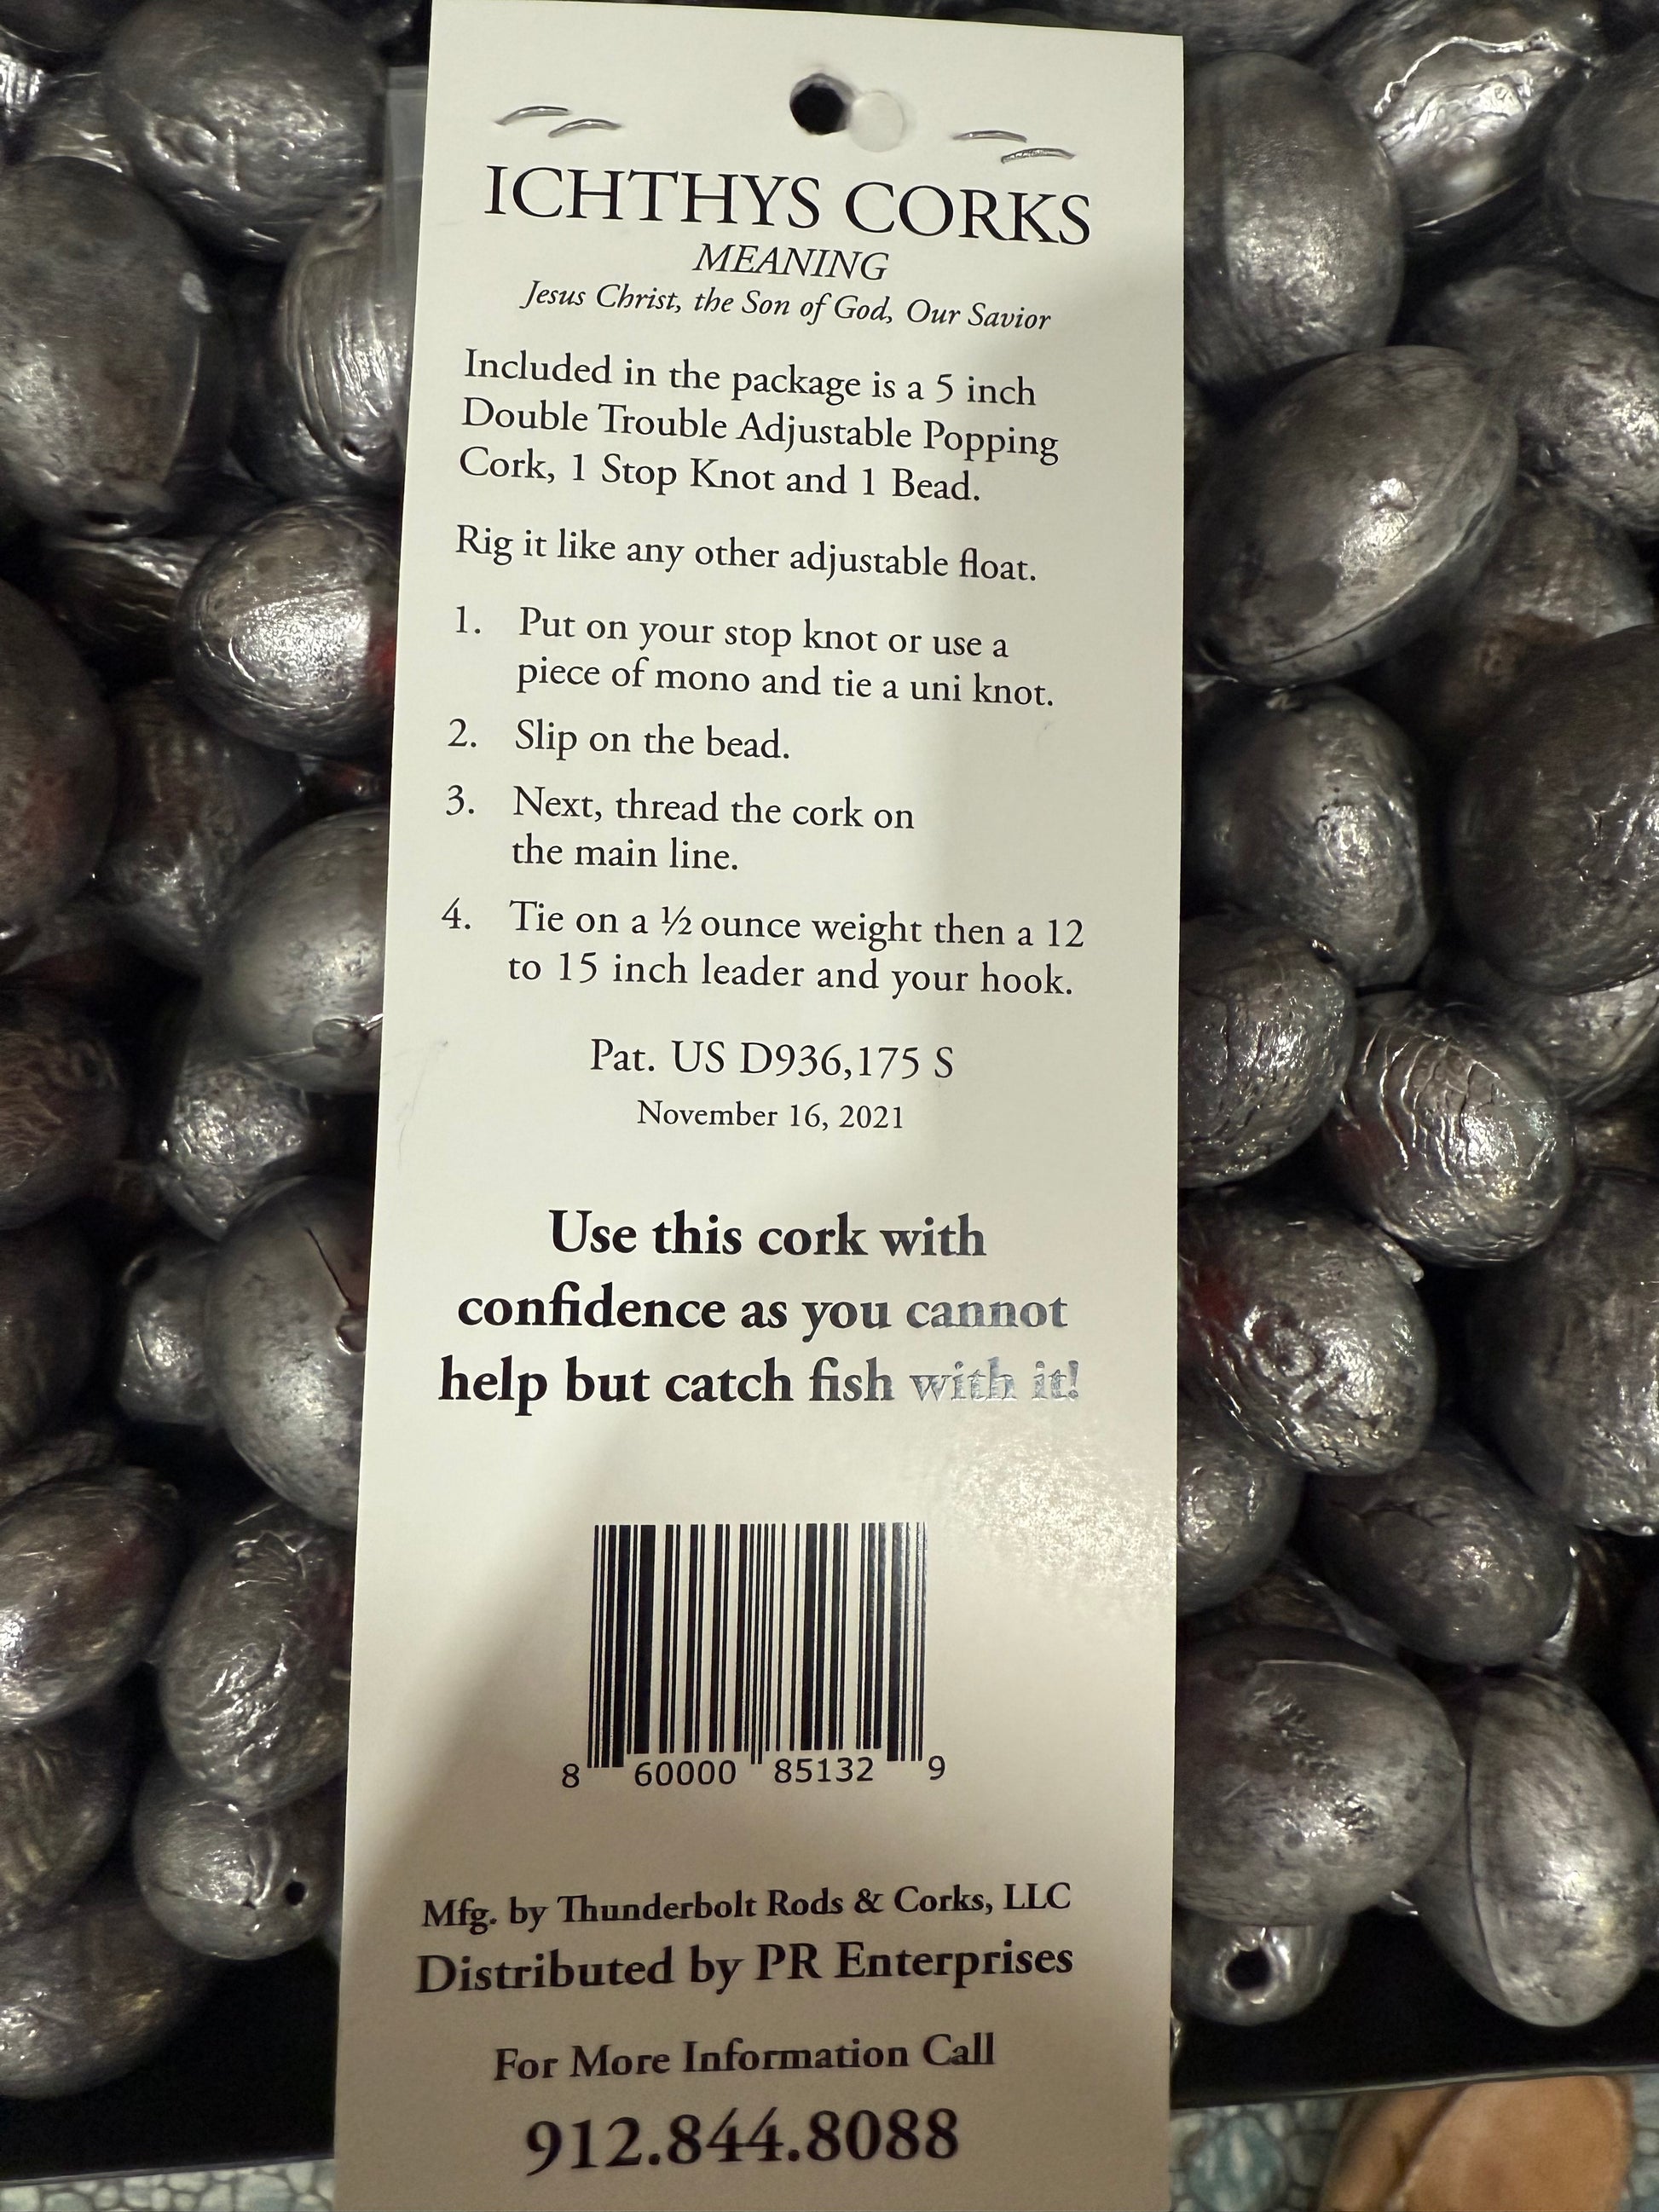 ICHTHYS CORKS
MEANING
Jesus Christ, the Son of God, Our Savior
Included in the package is a 5 inch
Double Trouble Adjustable Popping
Cork, 1 Stop Knot and 1 Bead.
Rig it like any other adjustable float.
1. Put on your stop knot or use a
piece of mono and tie a uni knot.
2. Slip on the bead.
3. Next, thread the cork on
the main line.
4. Tie on a ½ ounce weight then a 12
to 15 inch leader and your hook.
Pat. US D936,175 S
November 16, 2021
Use this cork with
confidence as you cannot
help but catch fish with it!
8 60000 85132 9
Mfg. by Thunderbolt Rods & Corks, LLC
Distributed by PR Enterprises
For More Information Call
912.844.8088